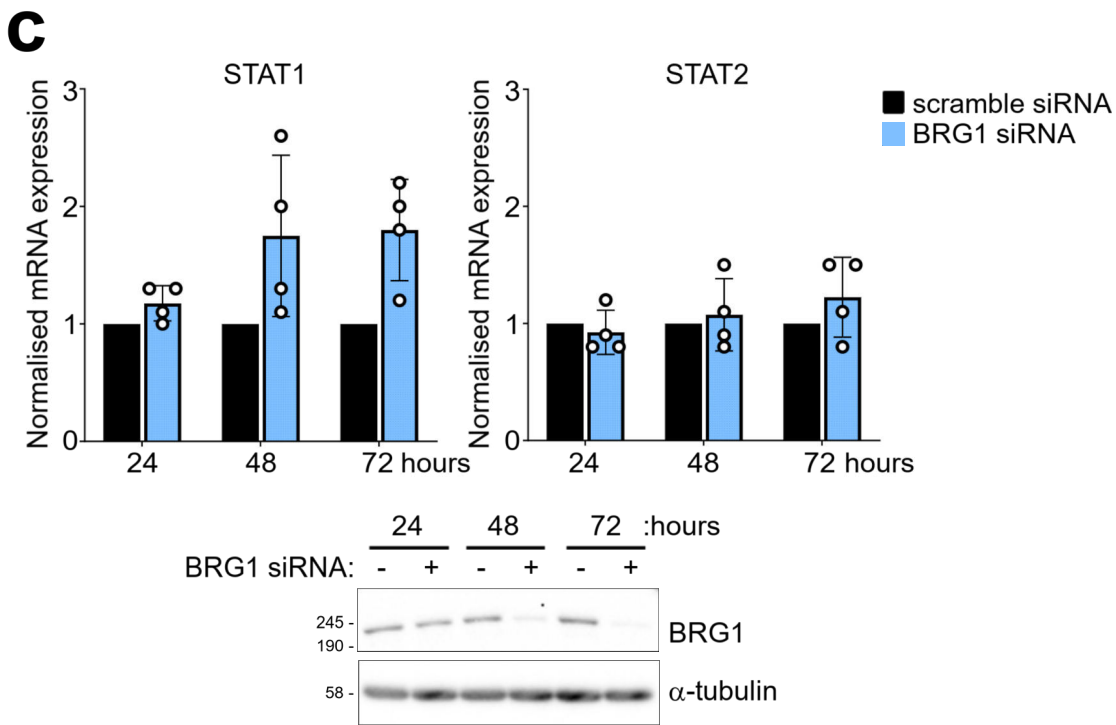 C
STAT1
STAT2
scramble siRNA
BRG1 siRNA
Normalised mRNA expression
3
2
1
0
24 48 72 hours
Normalised mRNA expression
3
2
1
0
24 48 72 hours
24 48 72 :hours
BRG1 siRNA: - + - + - +
245 -
190 -
BRG1
58 -
α-tubulin